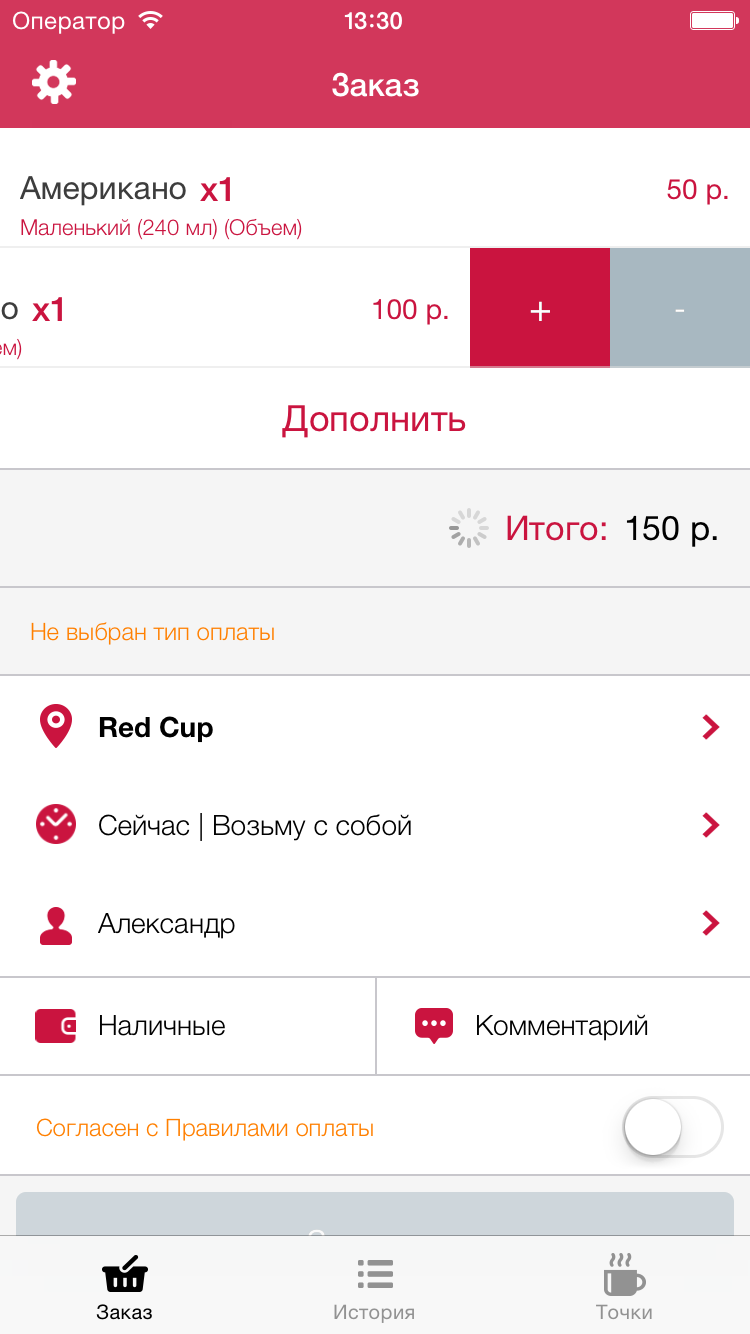 Оператор 13:30
Заказ
Американо x1 50 р.
Маленький (240 мл) (Объем)
о x1 100 р. + -
ем)
Дополнить
Итого: 150 р.
Не выбран тип оплаты
Red Cup
Сейчас | Возьму с собой
Александр
Наличные Комментарий
Согласен с Правилами оплаты
Заказ История Точки